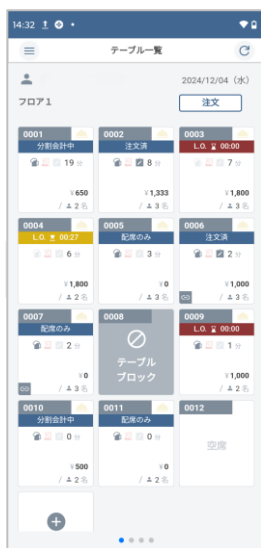 14:32
テーブル一覧
2024/12/04（水）
フロア１
注文
0001
分割会計中
19 分
¥650
/ 2 名
0002
注文済
8 分
¥1,333
/ 3 名
0003
L.O. 00:00
7 分
¥1,800
/ 3 名
0004
L.O. 00:27
6 分
¥1,800
/ 2 名
0005
配席のみ
3 分
¥0
/ 4 名
0006
注文済
2 分
¥1,000
/ 3 名
0007
配席のみ
¥0
/ 3 名
0008
テーブル
ブロック
0009
L.O. 00:00
1 分
¥1,000
/ 2 名
0010
分割会計中
0 分
¥500
/ 2 名
0011
配席のみ
0 分
¥0
/ 2 名
0012
空席